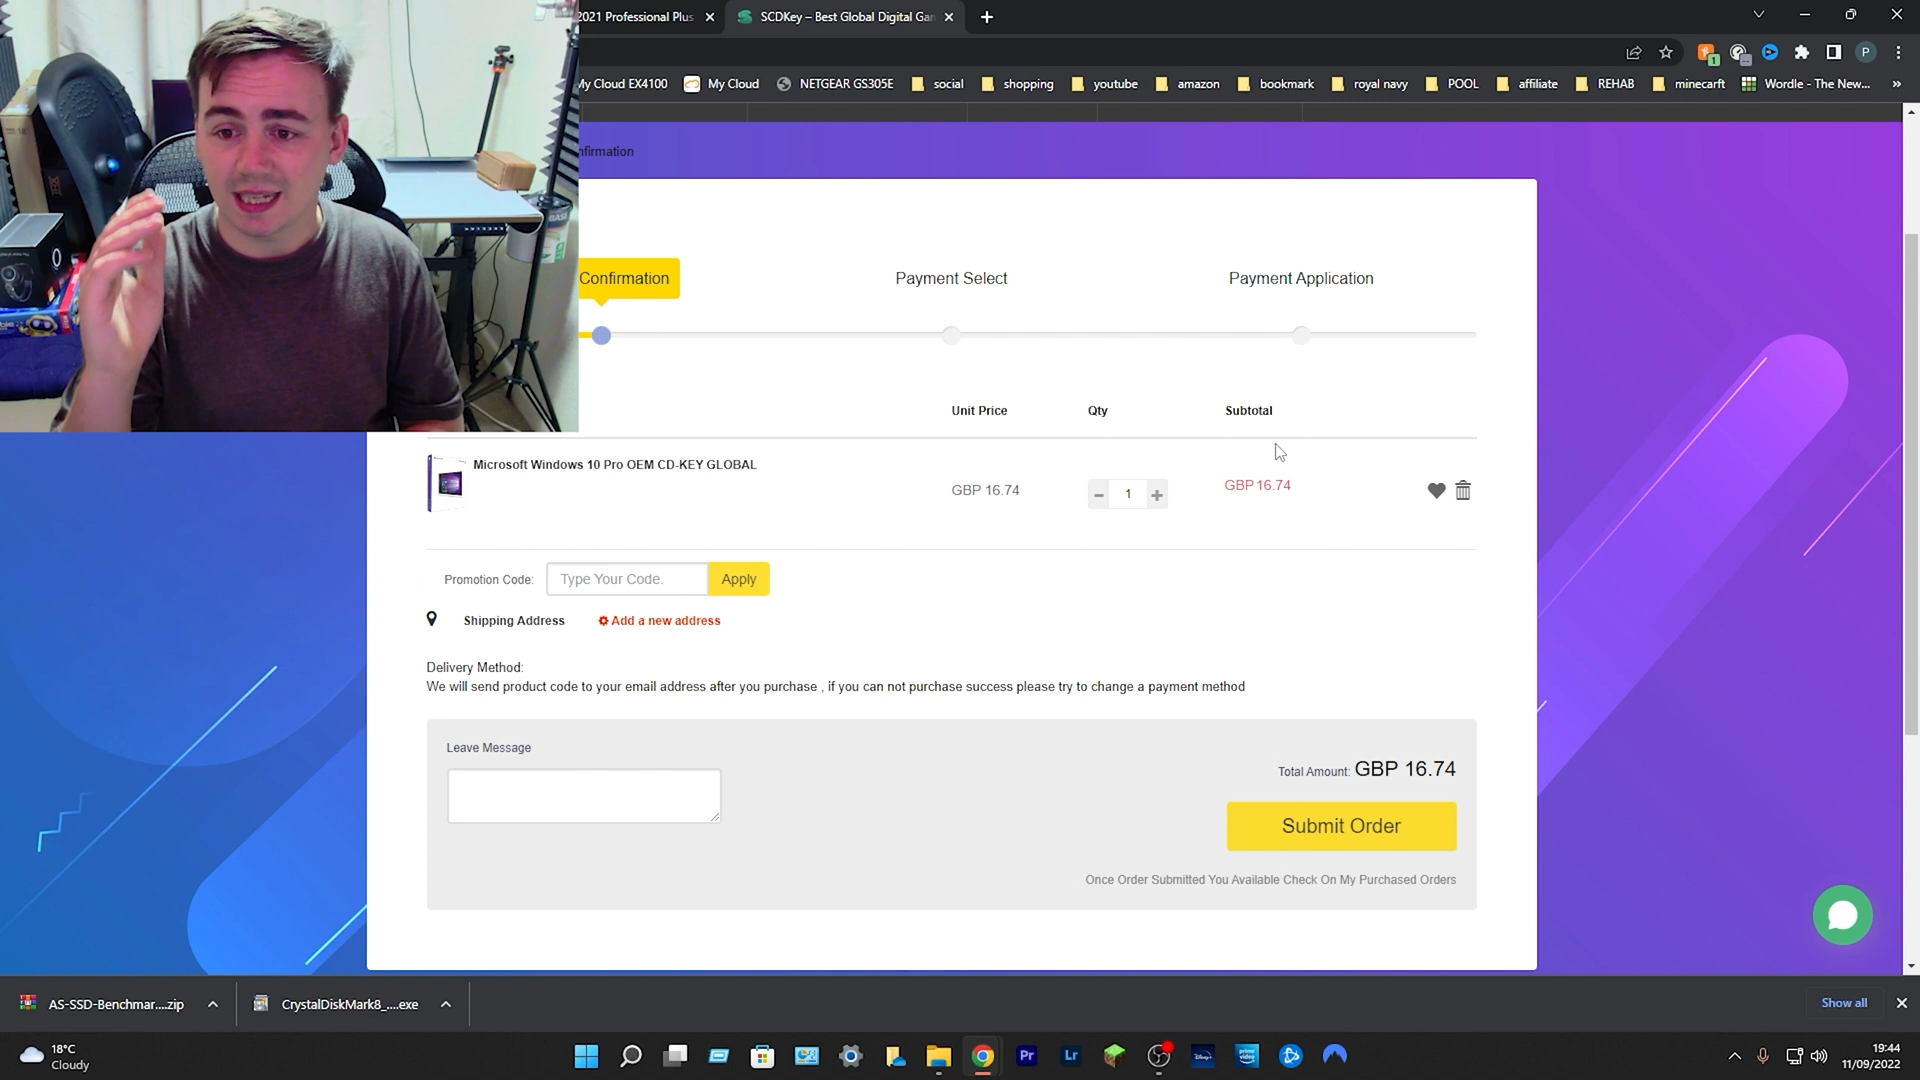 2021 Professional Plus
SCDKey – Best Global Digital Gan
P
My Cloud EX4100
My Cloud
NETGEAR GS305E
social
shopping
youtube
amazon
bookmark
royal navy
POOL
affiliate
REHAB
minecarft
Wordle - The New...
»
nfirmation
Confirmation
Payment Select
Payment Application
Unit Price
Qty
Subtotal
Microsoft Windows 10 Pro OEM CD-KEY GLOBAL
GBP 16.74
1
GBP 16.74
Promotion Code:
Type Your Code.
Apply
Shipping Address
Add a new address
Delivery Method:
We will send product code to your email address after you purchase , if you can not purchase success please try to change a payment method
Leave Message
Total Amount: GBP 16.74
Submit Order
Once Order Submitted You Available Check On My Purchased Orders
AS-SSD-Benchmar....zip
CrystalDiskMark8_....exe
Show all
18°C
Cloudy
Pr
Lr
19:44
11/09/2022